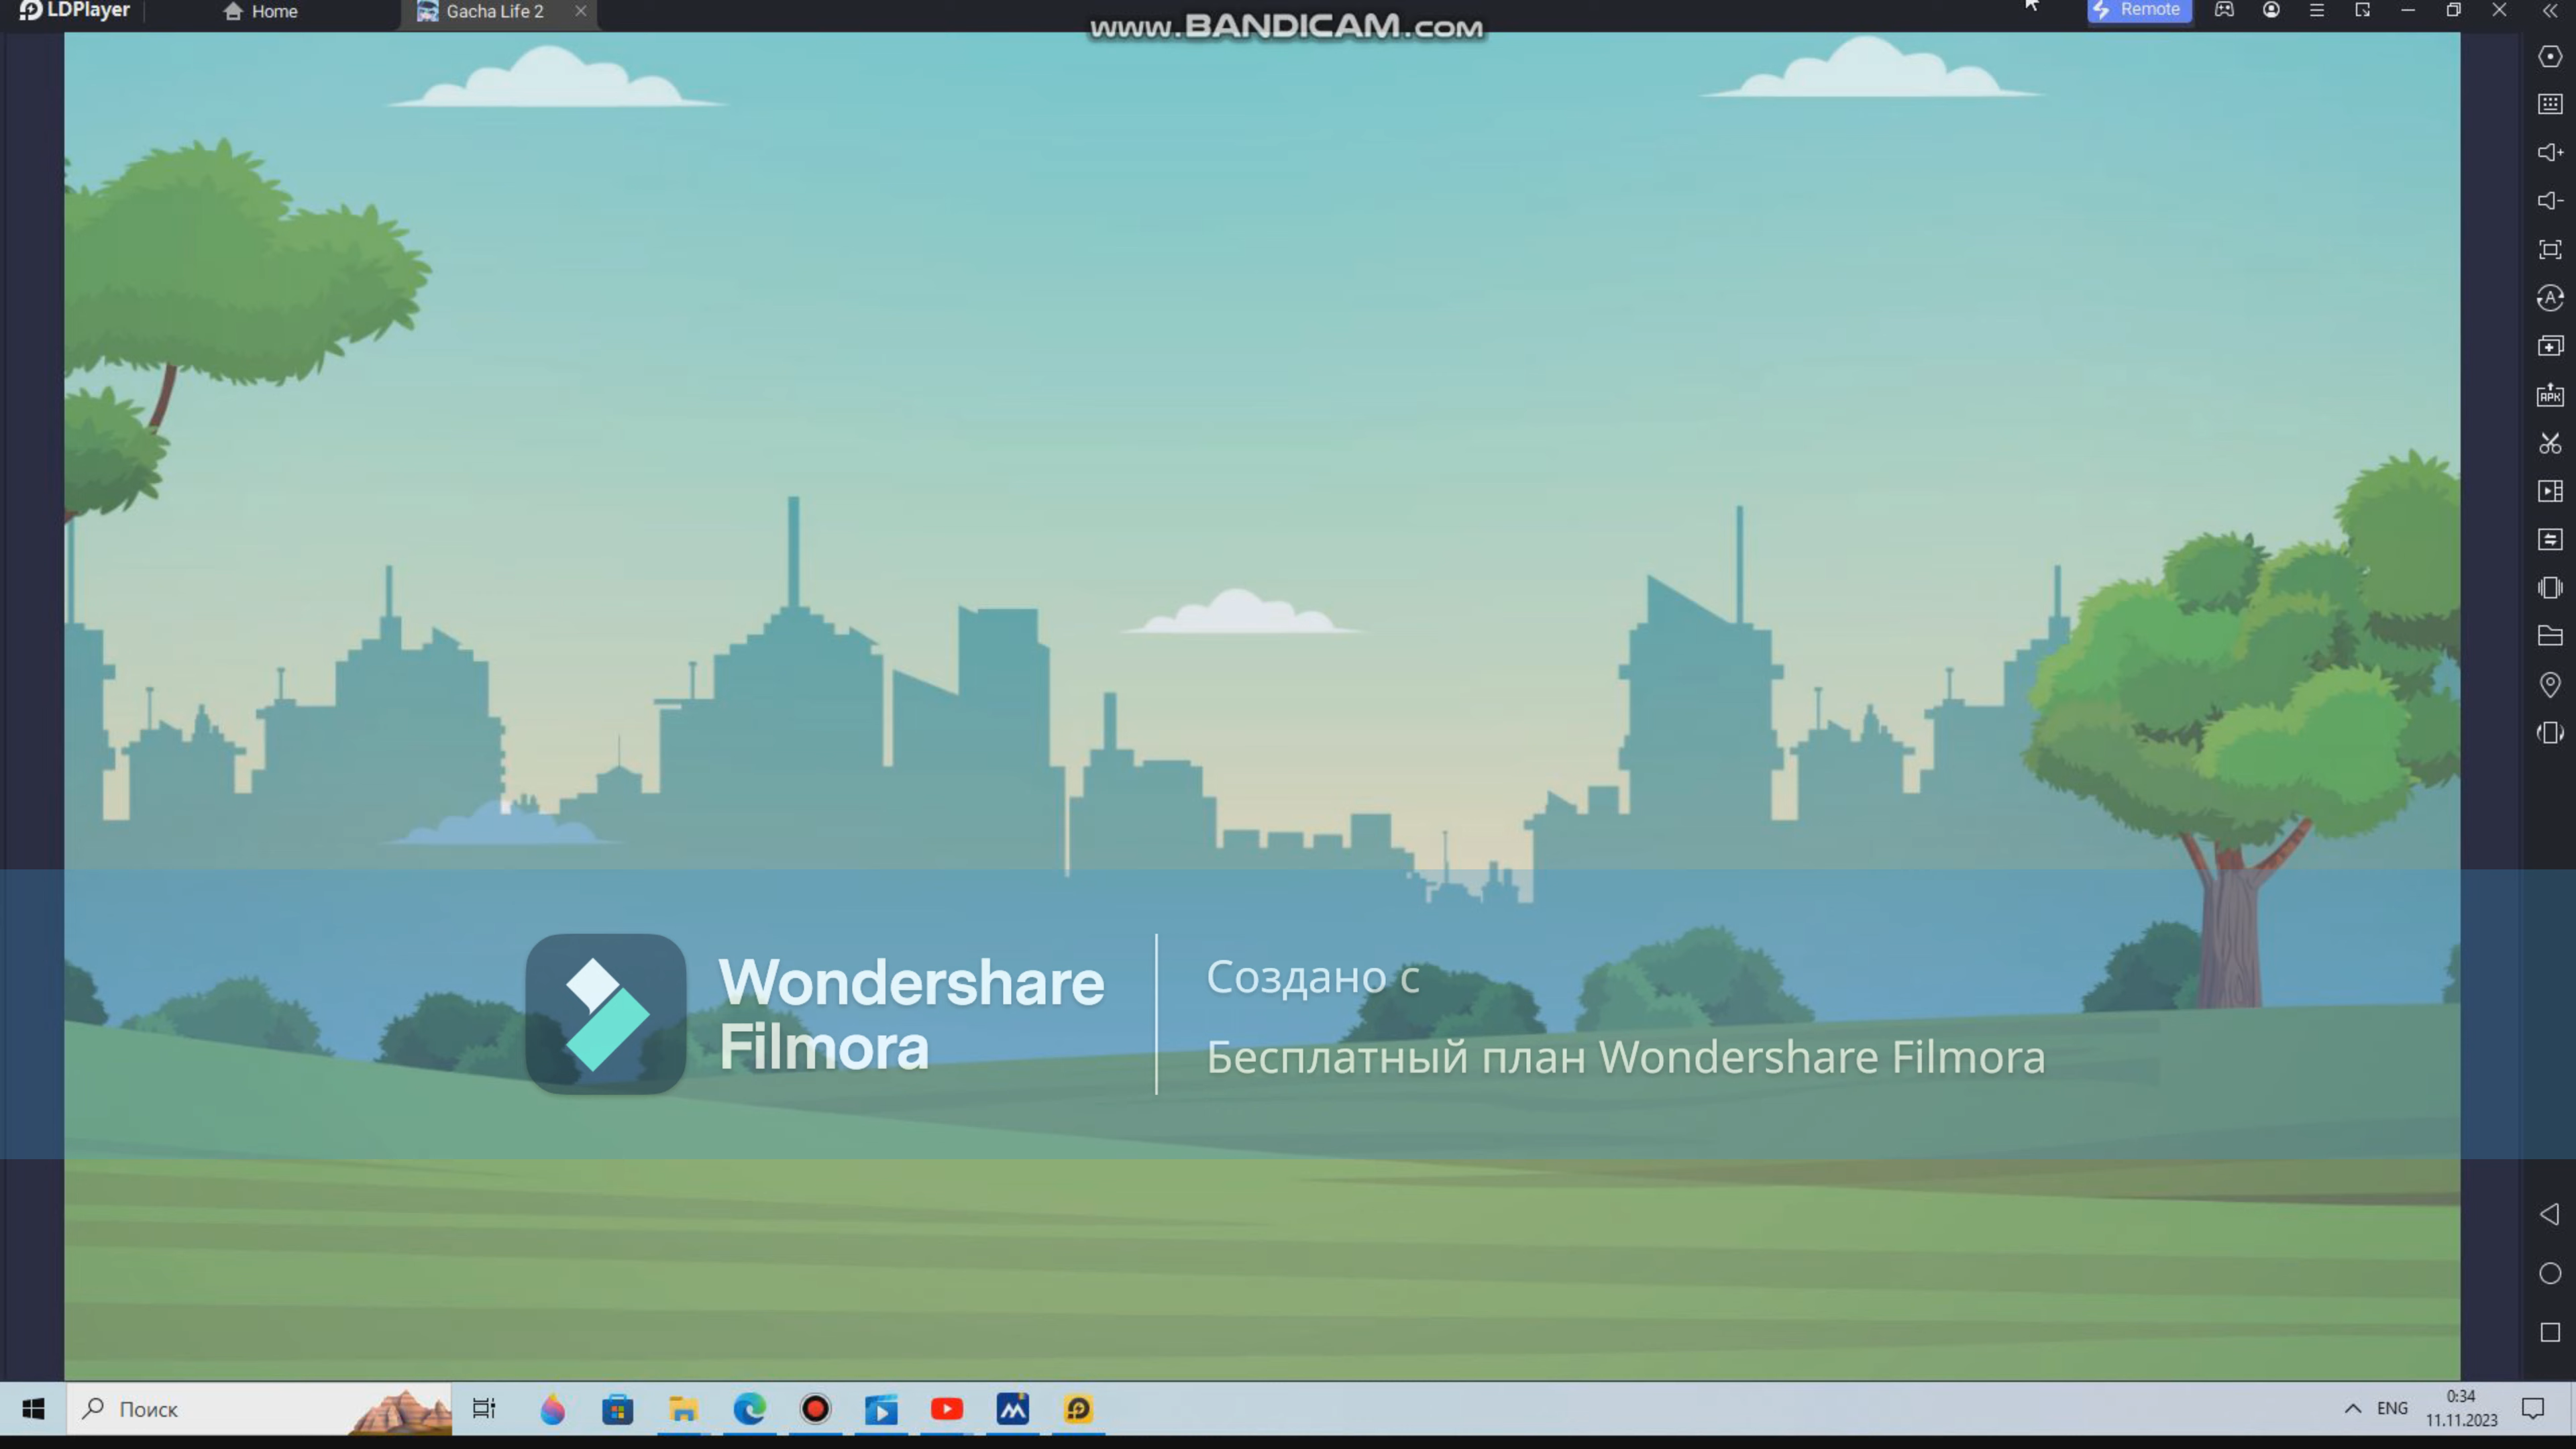 LDPlayer
Home
Gacha Life 2
www.BANDICAM.com
Remote
APK
Wondershare
Filmora
Создано с
Бесплатный план Wondershare Filmora
Поиск
ENG
0:34
11.11.2023